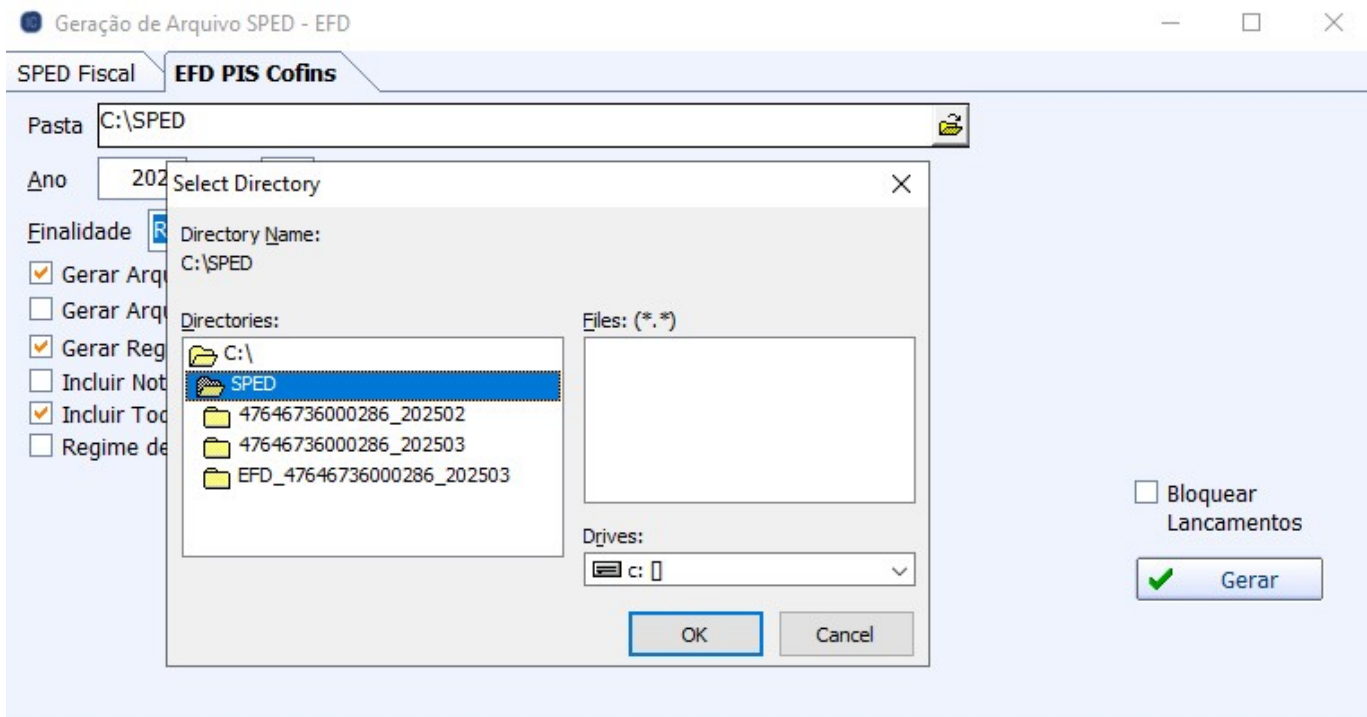 Geração de Arquivo SPED - EFD
SPED Fiscal EFD PIS Cofins
Pasta C:\SPED
Ano 202
Select Directory
Finalidade R
Directory Name:
C:\SPED
Gerar Arqu
Gerar Arqu
Gerar Reg
Incluir Not
Incluir Tod
Regime de
Directories:
C:\
SPED
47646736000286_202502
47646736000286_202503
EFD_47646736000286_202503
Files: (*.*)
Drives:
c: []
OK Cancel
Bloquear
Lancamentos
Gerar